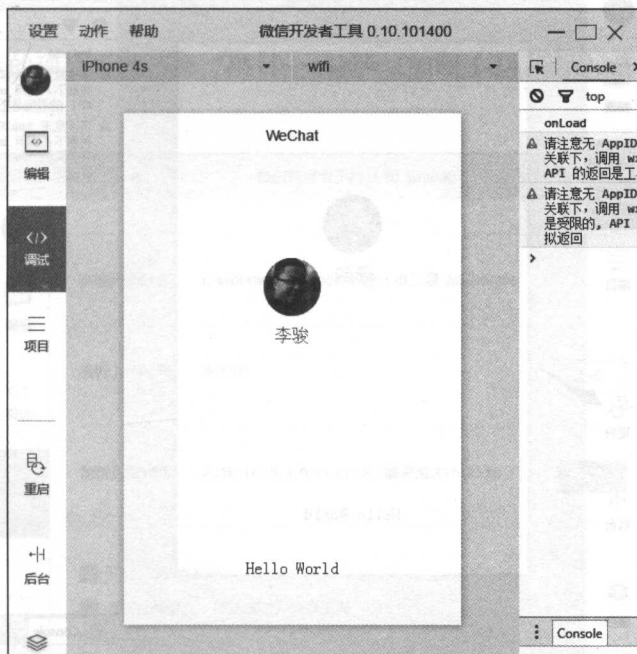 设置 动作 帮助 微信开发者工具 0.10.101400
iPhone 4s wifi Console
top
WeChat
onLoad
请注意无 AppID
关联下，调用 wx
API 的返回是工
编辑
请注意无 AppID
关联下，调用 wx
是受限的, API
拟返回
</>
调试
李骏
项目
重启
Hello World
后台
Console